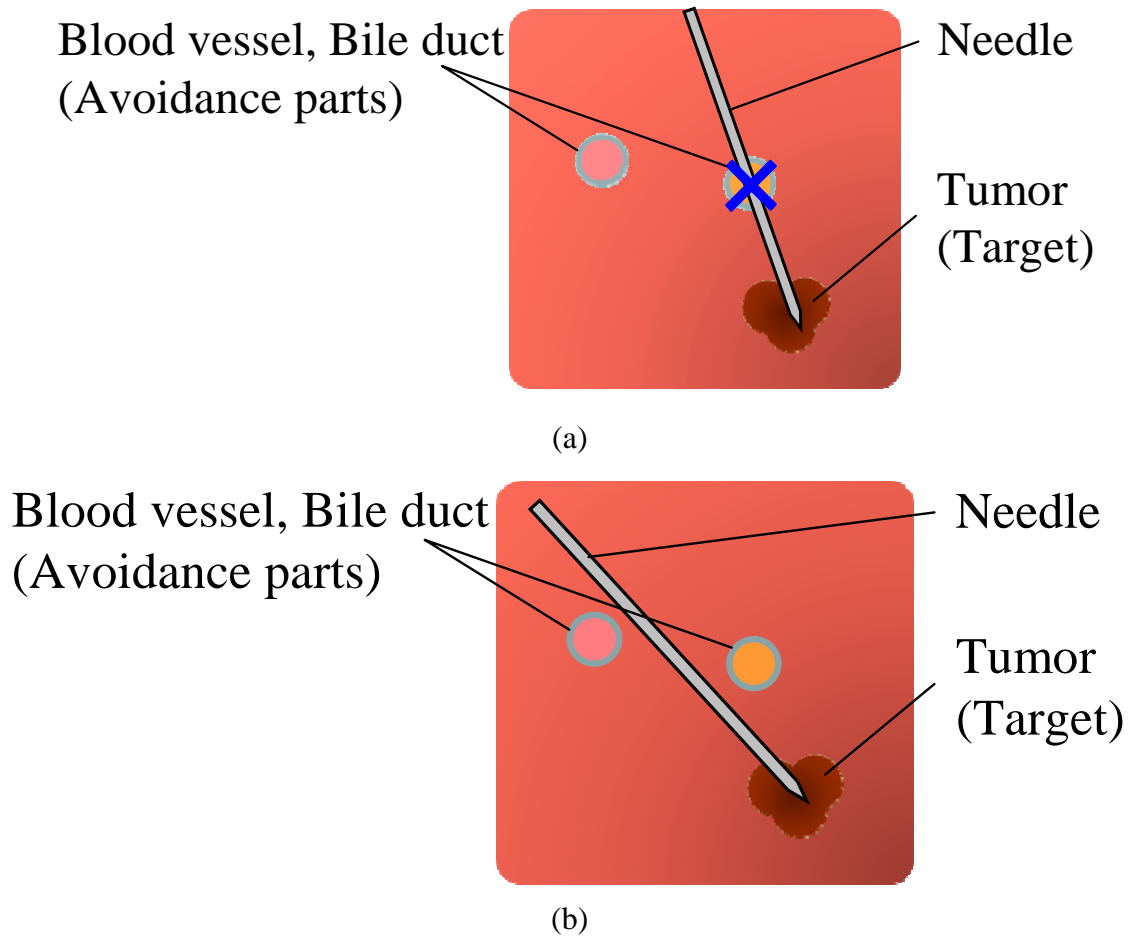 Blood vessel, Bile duct
(Avoidance parts)
Needle
Tumor
(Target)
(a)
Blood vessel, Bile duct
(Avoidance parts)
Needle
Tumor
(Target)
(b)